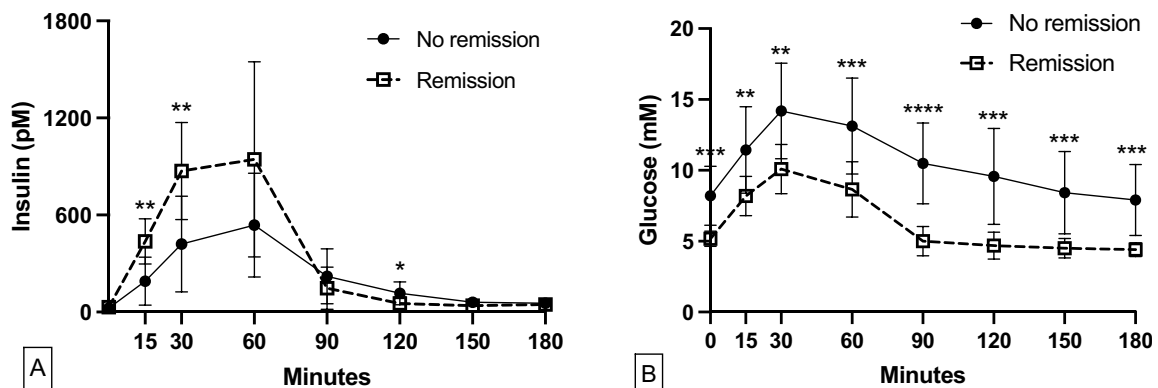 1800
1200
600
0
Insulin (pM)
No remission
Remission
**
**
*
15 30 60 90 120 150 180
Minutes
A
20
15
10
5
0
Glucose (mM)
No remission
Remission
***
**
**
***
****
***
***
***
0 15 30 60 90 120 150 180
Minutes
B